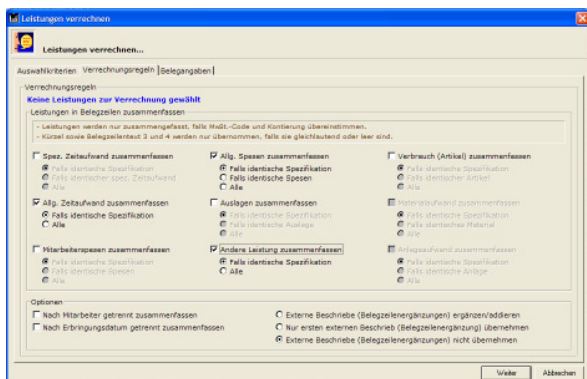 Leistungen verrechnen
Leistungen verrechnen...
Auswahlkriterien Verrechnungsregeln Belegangaben
Verrechnungsregeln
Keine Leistungen zur Verrechnung gewählt
Leistungen in Belegzeilen zusammenfassen
- Leistungen werden nur zusammengefasst, falls MwSt.-Code und Kontierung übereinstimmen.
- Kürzel sowie Belegzeilentext 3 und 4 werden nur übernommen, falls sie gleichlautend oder leer sind.
Spez. Zeitaufwand zusammenfassen Allg. Spesen zusammenfassen Verbrauch (Artikel) zusammenfassen
Falls identische Spezifikation Falls identische Spezifikation Falls identische Spezifikation
Falls identischer spez. Zeitaufwand Falls identische Spesen Falls identischer Artikel
Alle Alle Alle
Allg. Zeitaufwand zusammenfassen Auslagen zusammenfassen Materialaufwand zusammenfassen
Falls identische Spezifikation Falls identische Spezifikation Falls identische Spezifikation
Alle Falls identische Auslage Falls identisches Material
Alle Alle
Mitarbeiterspesen zusammenfassen Andere Leistung zusammenfassen Anlageaufwand zusammenfassen
Falls identische Spezifikation Falls identische Spezifikation Falls identische Spezifikation
Falls identische Spesen Alle Falls identische Anlage
Alle Alle
Optionen
Nach Mitarbeiter getrennt zusammenfassen Externe Beschriebe (Belegzeilenergänzungen) ergänzen/addieren
Nach Erbringungsdatum getrennt zusammenfassen Nur ersten externen Beschrieb (Belegzeilenergänzung) übernehmen
Externe Beschriebe (Belegzeilenergänzungen) nicht übernehmen
Weiter Abbrechen